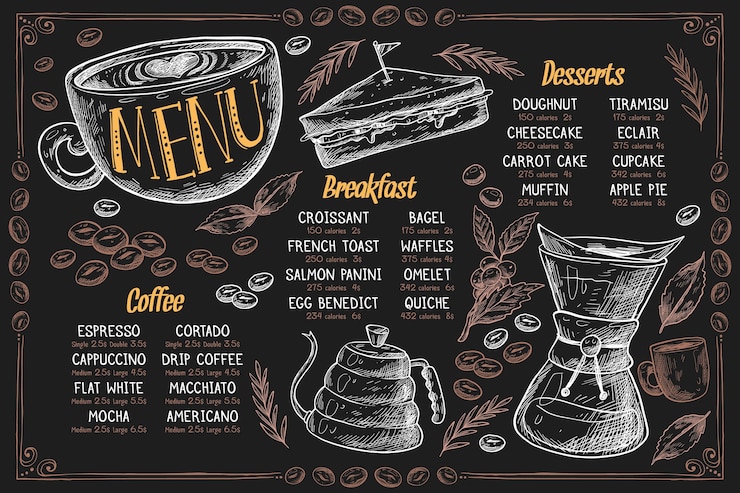 MENU
Coffee
ESPRESSO CORTADO
Single 2.5$ Double 3.5$ Single 2.5$ Double 3.5$
CAPPUCCINO DRIP COFFEE
Medium 2.5$ Large 4.5$ Medium 2.5$ Large 4.5$
FLAT WHITE MACCHIATO
Medium 2.5$ Large 5.5$ Medium 2.5$ Large 5.5$
MOCHA AMERICANO
Medium 2.5$ Large 6.5$ Medium 2.5$ Large 6.5$
Breakfast
CROISSANT BAGEL
150 calories 2$ 175 calories 2$
FRENCH TOAST WAFFLES
250 calories 3$ 375 calories 4$
SALMON PANINI OMELET
275 calories 4$ 342 calories 6$
EGG BENEDICT QUICHE
234 calories 6$ 432 calories 8$
Desserts
DOUGHNUT TIRAMISU
150 calories 2$ 175 calories 2$
CHEESECAKE ECLAIR
250 calories 3$ 375 calories 4$
CARROT CAKE CUPCAKE
275 calories 4$ 342 calories 6$
MUFFIN APPLE PIE
234 calories 6$ 432 calories 8$